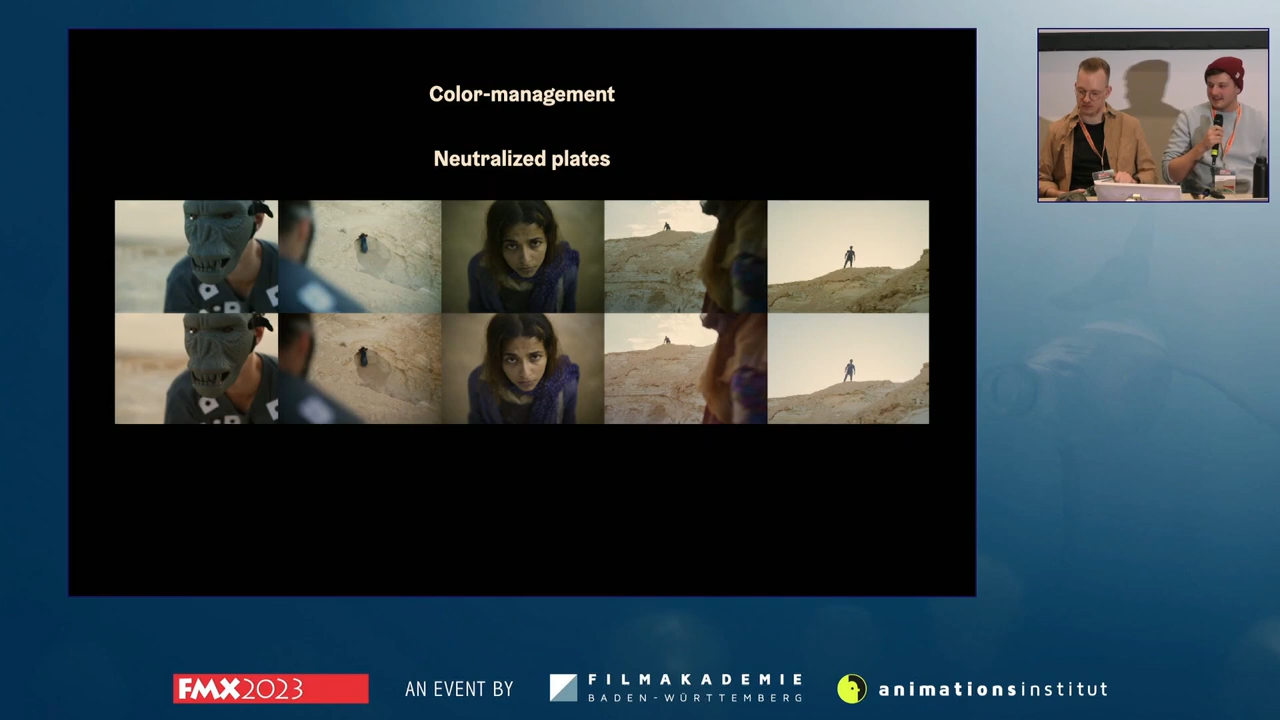 Color-management
Neutralized plates
FMX2023
AN EVENT BY
FILMAKADEMIE
BADEN-WÜRTTEMBERG
animationsinstitut